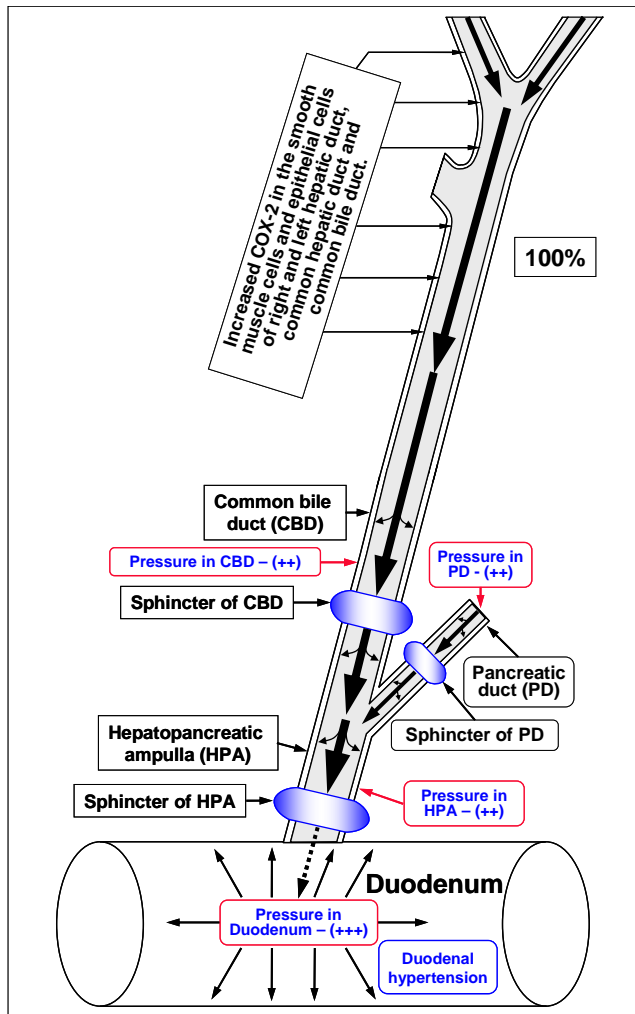 Increased COX-2 in the smooth
muscle cells and epithelial cells
of right and left hepatic duct,
common hepatic duct and
common bile duct.
100%
Common bile
duct (CBD)
Pressure in CBD – (++)
Pressure in
PD - (++)
Sphincter of CBD
Pancreatic
duct (PD)
Sphincter of PD
Hepatopancreatic
ampulla (HPA)
Sphincter of HPA
Pressure in
HPA – (++)
Duodenum
Pressure in
Duodenum – (+++)
Duodenal
hypertension